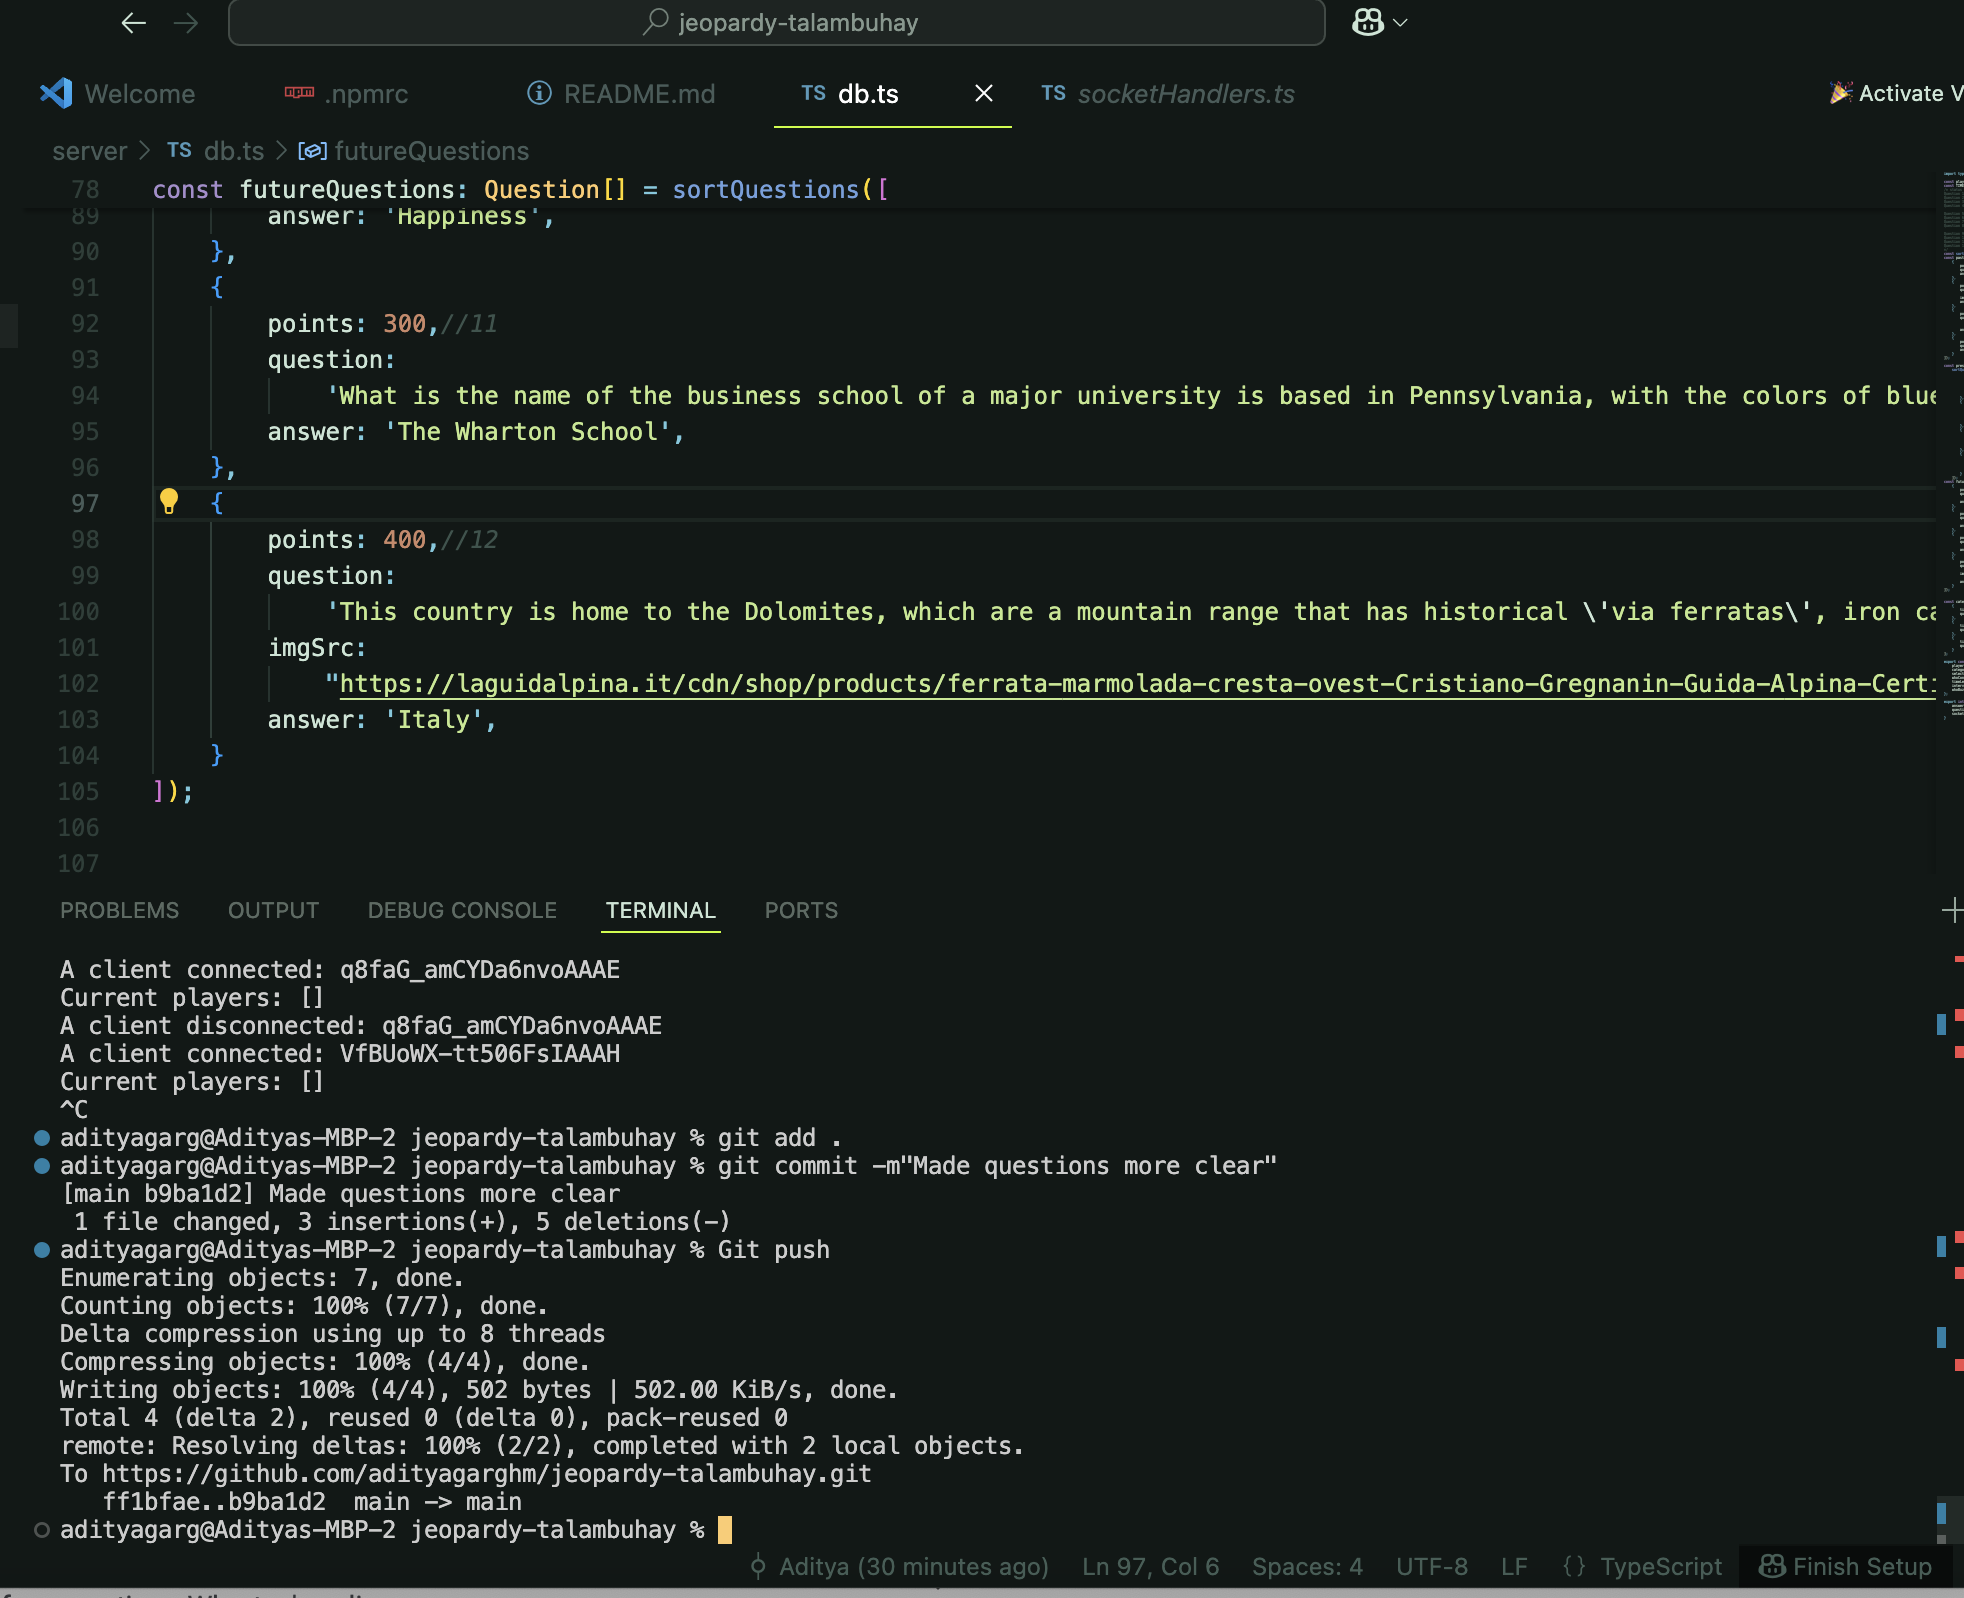 jeopardy-talambuhay
Welcome
.npmrc
README.md
TS db.ts
TS socketHandlers.ts
Activate V
server > TS db.ts > futureQuestions
78 const futureQuestions: Question[] = sortQuestions([
89 answer: 'Happiness',
90 },
91 {
92 points: 300,//11
93 question:
94 'What is the name of the business school of a major university is based in Pennsylvania, with the colors of blue
95 answer: 'The Wharton School',
96 },
97 {
98 points: 400,//12
99 question:
100 'This country is home to the Dolomites, which are a mountain range that has historical \'via ferratas\', iron ca
101 imgSrc:
102 "https://laguidalpina.it/cdn/shop/products/ferrata-marmolada-cresta-ovest-Cristiano-Gregnanin-Guida-Alpina-Certi
103 answer: 'Italy',
104 }
105 ]);
106
107
PROBLEMS OUTPUT DEBUG CONSOLE TERMINAL PORTS
A client connected: q8faG_amCYDa6nvoAAAE
Current players: []
A client disconnected: q8faG_amCYDa6nvoAAAE
A client connected: VfBUoWX-tt506FsIAAAH
Current players: []
^C
adityagarg@Adityas-MBP-2 jeopardy-talambuhay % git add .
adityagarg@Adityas-MBP-2 jeopardy-talambuhay % git commit -m"Made questions more clear"
[main b9ba1d2] Made questions more clear
1 file changed, 3 insertions(+), 5 deletions(-)
adityagarg@Adityas-MBP-2 jeopardy-talambuhay % Git push
Enumerating objects: 7, done.
Counting objects: 100% (7/7), done.
Delta compression using up to 8 threads
Compressing objects: 100% (4/4), done.
Writing objects: 100% (4/4), 502 bytes | 502.00 KiB/s, done.
Total 4 (delta 2), reused 0 (delta 0), pack-reused 0
remote: Resolving deltas: 100% (2/2), completed with 2 local objects.
To https://github.com/adityagarghm/jeopardy-talambuhay.git
ff1bfae..b9ba1d2 main -> main
adityagarg@Adityas-MBP-2 jeopardy-talambuhay %
Aditya (30 minutes ago) Ln 97, Col 6 Spaces: 4 UTF-8 LF {} TypeScript Finish Setup